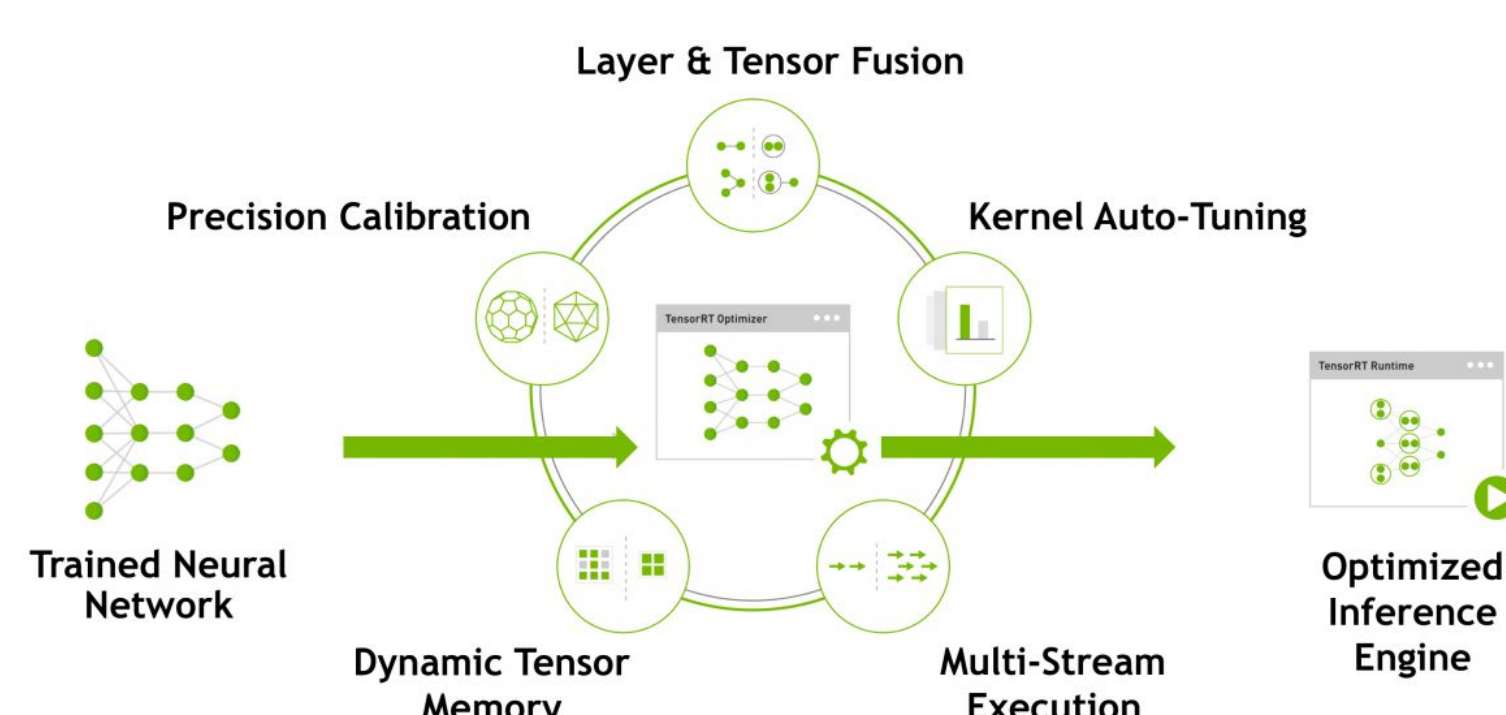 Layer & Tensor Fusion
Precision Calibration
Kernel Auto-Tuning
TensorRT Optimizer
TensorRT Runtime
Trained Neural
Network
Optimized
Inference
Engine
Dynamic Tensor
Memory
Multi-Stream
Execution